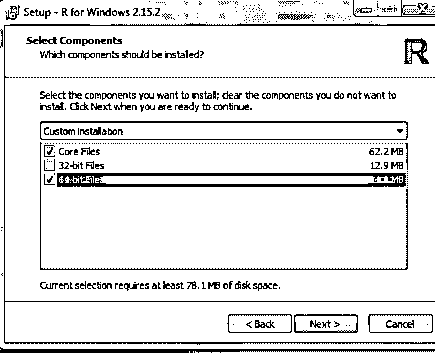 Setup - R for Windows 2.15.2
Select Components
Which components should be installed?
R
Select the components you want to install; clear the components you do not want to
install. Click Next when you are ready to continue.
Custom installation
Core Files 62.2 MB
32-bit Files 12.9 MB
64-bit Files MB
Current selection requires at least 78.1 MB of disk space.
< Back Next > Cancel